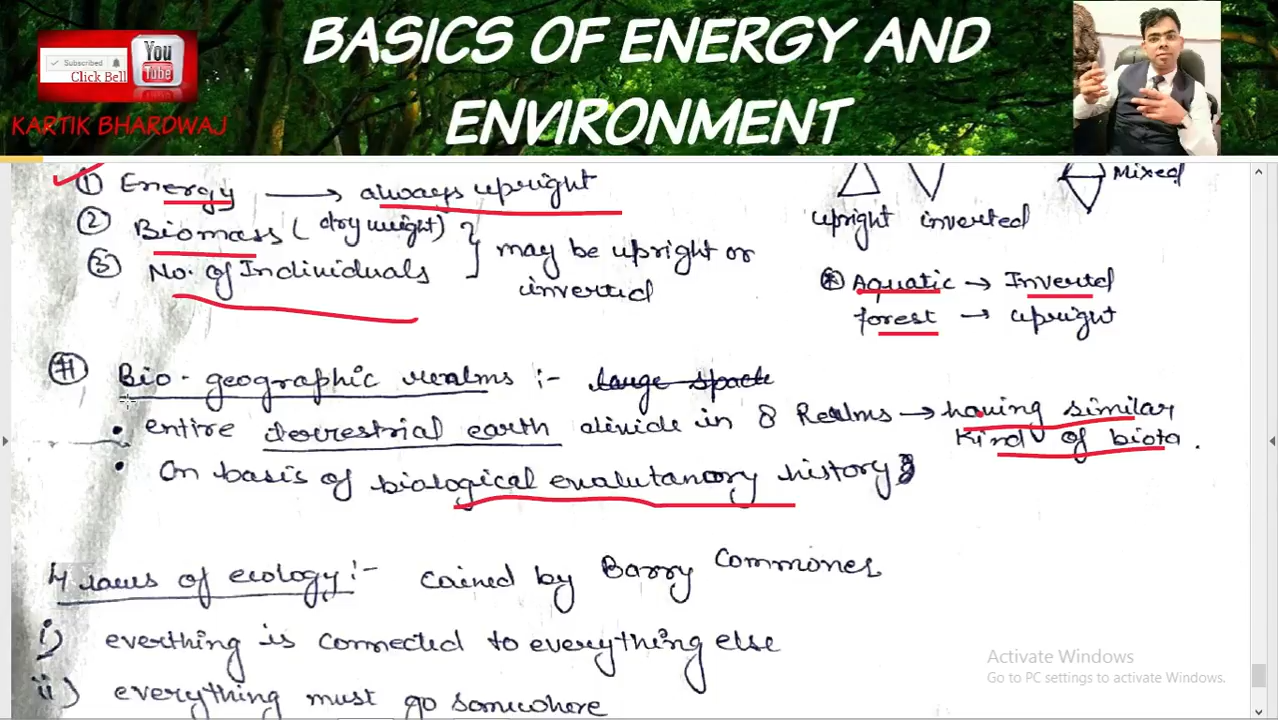 BASICS OF ENERGY AND
ENVIRONMENT
Subscribed
Click Bell
You
Tube
KARTIK BHARDWAJ
① Energy → always upright
② Biomass (dry weight) } may be upright or
③ No. of Individuals inverted
upright inverted
Mixed
Aquatic → Inverted
forest → upright
# Bio-geographic realms :- large space
• entire terrestrial earth divide in 8 Realms → having similar
Kind of biota.
• On basis of biological evalutanory history
4 laws of ecology :- coined by Barry Commones
i) everthing is connected to everything else
ii) everything must go somewhere
Activate Windows
Go to PC settings to activate Windows.